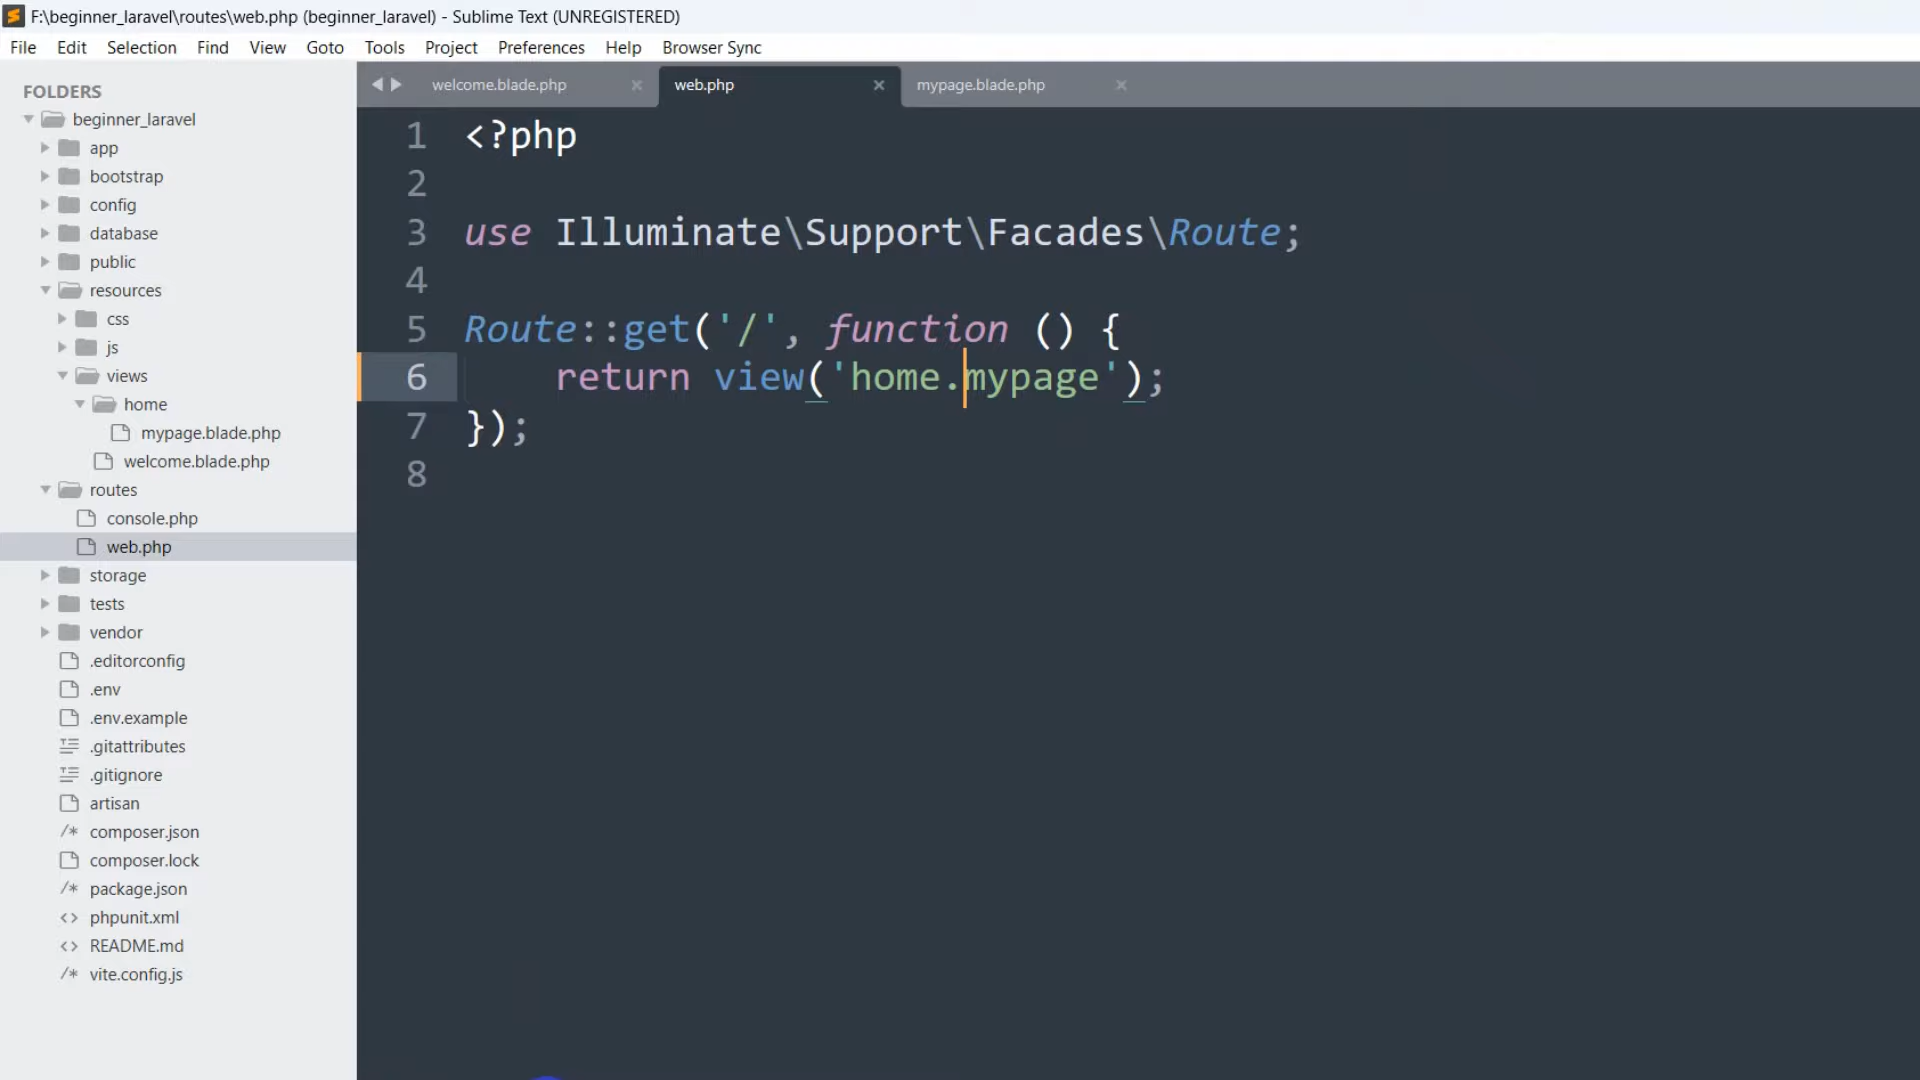 F:\beginner_laravel\routes\web.php (beginner_laravel) - Sublime Text (UNREGISTERED)
File Edit Selection Find View Goto Tools Project Preferences Help Browser Sync
FOLDERS
beginner_laravel
app
bootstrap
config
database
public
resources
css
js
views
home
mypage.blade.php
welcome.blade.php
routes
console.php
web.php
storage
tests
vendor
.editorconfig
.env
.env.example
.gitattributes
.gitignore
artisan
/* composer.json
composer.lock
/* package.json
<> phpunit.xml
<> README.md
/* vite.config.js
welcome.blade.php × web.php × mypage.blade.php ×
1 <?php
2
3 use Illuminate\Support\Facades\Route;
4
5 Route::get('/', function () {
6     return view('home.mypage');
7 });
8